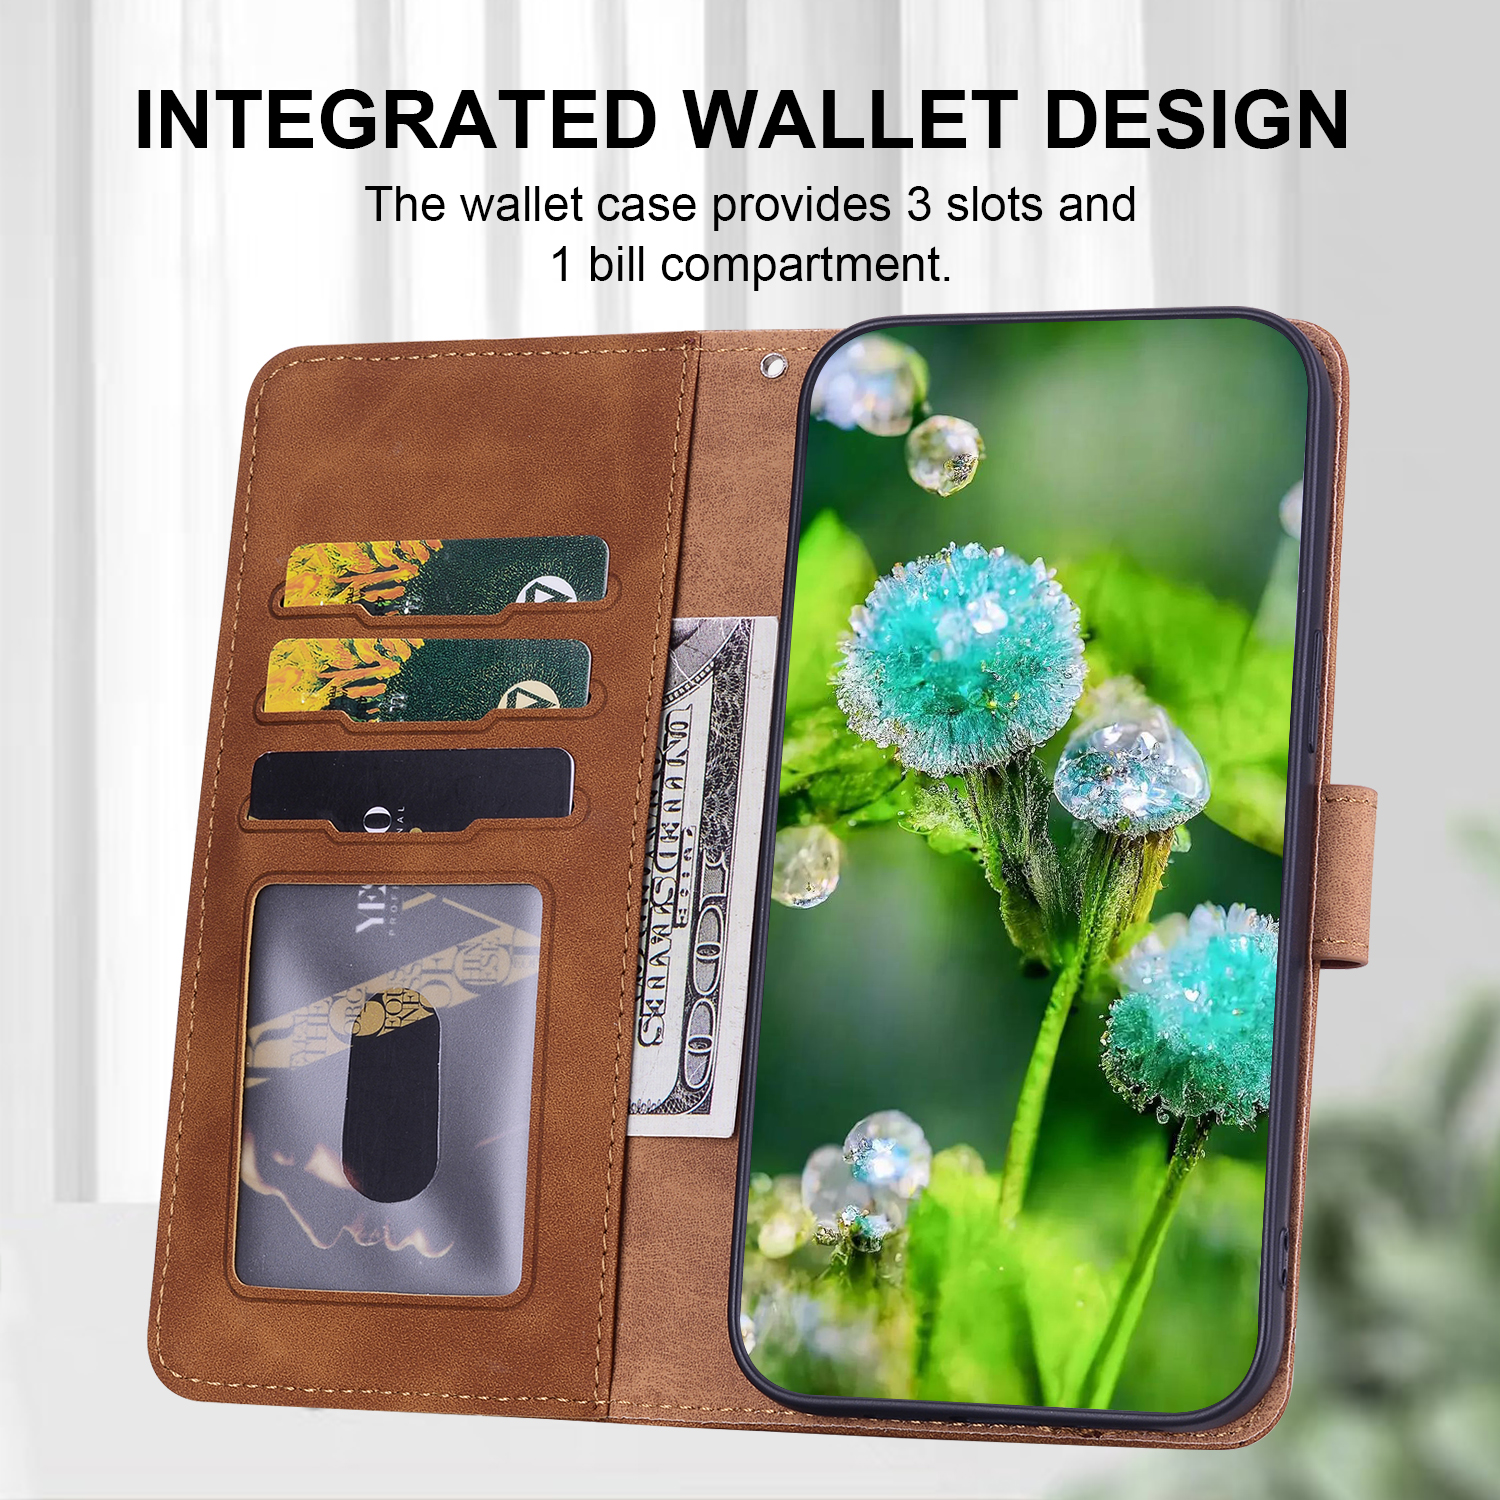 INTEGRATED WALLET DESIGN
The wallet case provides 3 slots and
1 bill compartment.